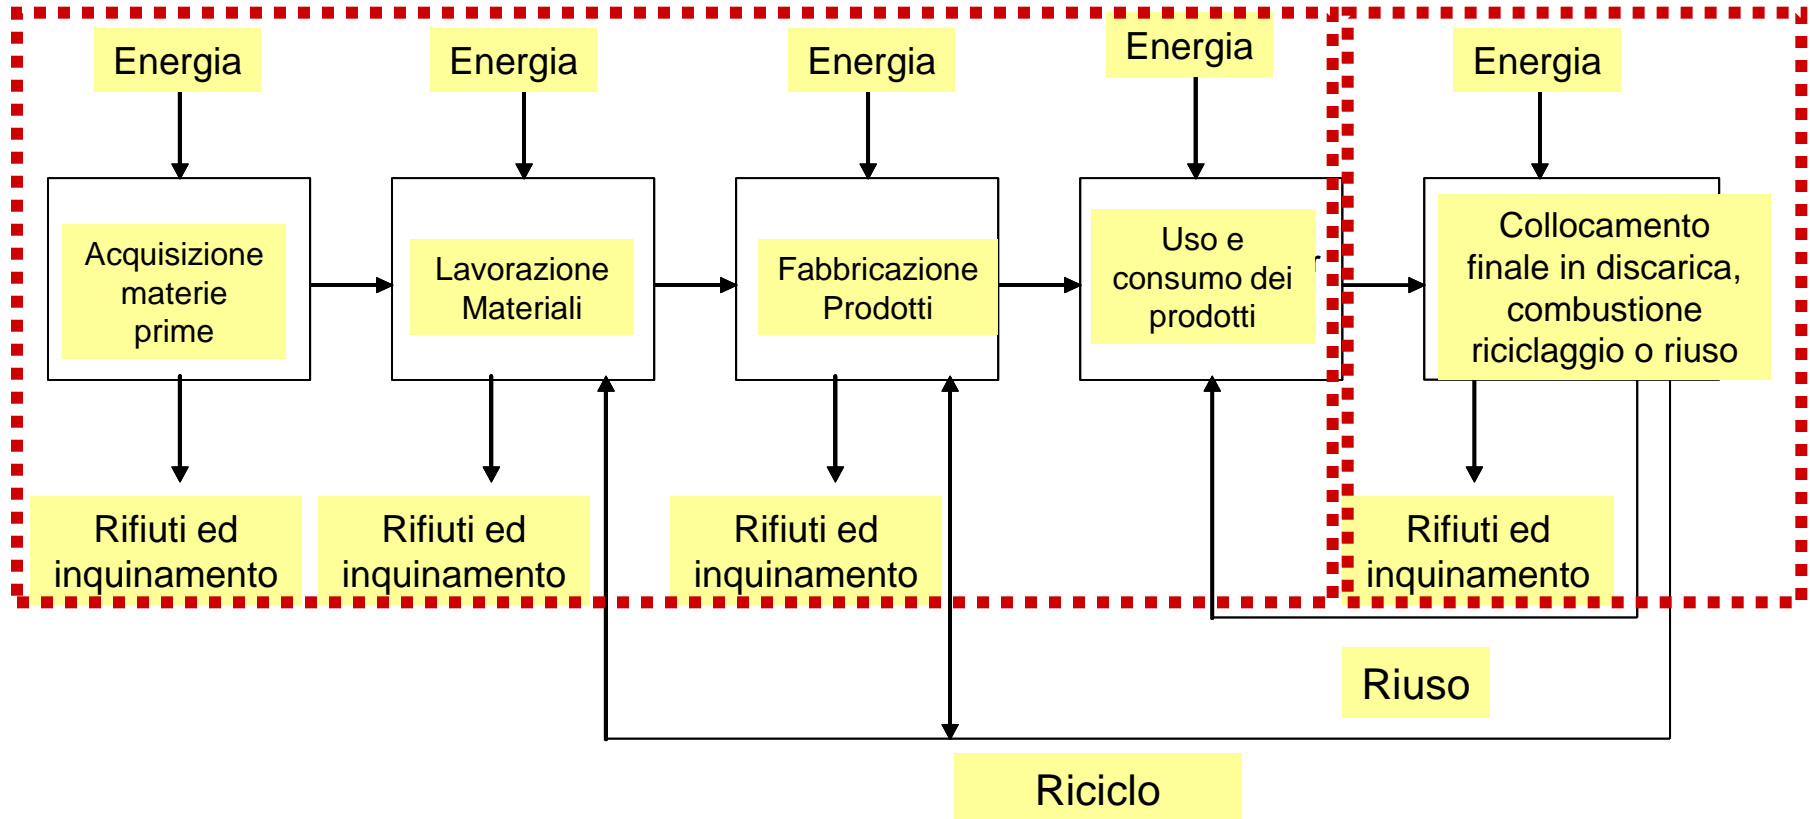 Energia
Energia
Energia
Energia
Energia
Acquisizione
materie
prime
Lavorazione
Materiali
Fabbricazione
Prodotti
Uso e
consumo dei
prodotti
Collocamento
finale in discarica,
combustione
riciclaggio o riuso
Rifiuti ed
inquinamento
Rifiuti ed
inquinamento
Rifiuti ed
inquinamento
Rifiuti ed
inquinamento
Riuso
Riciclo